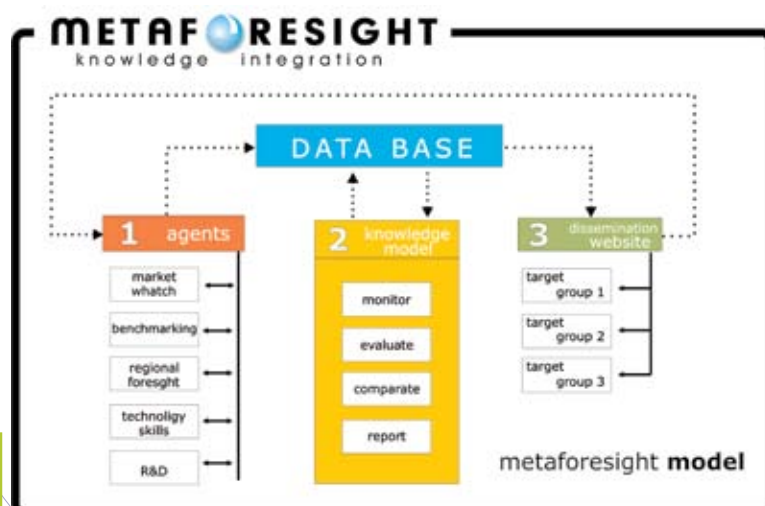 METAFORESIGHT
knowledge integration
DATA BASE
1 agents
market
whatch
benchmarking
regional
foresght
technoligy
skills
R&D
2 knowledge
model
monitor
evaluate
comparate
report
3 dissemination
website
target
group 1
target
group 2
target
group 3
metaforesight model